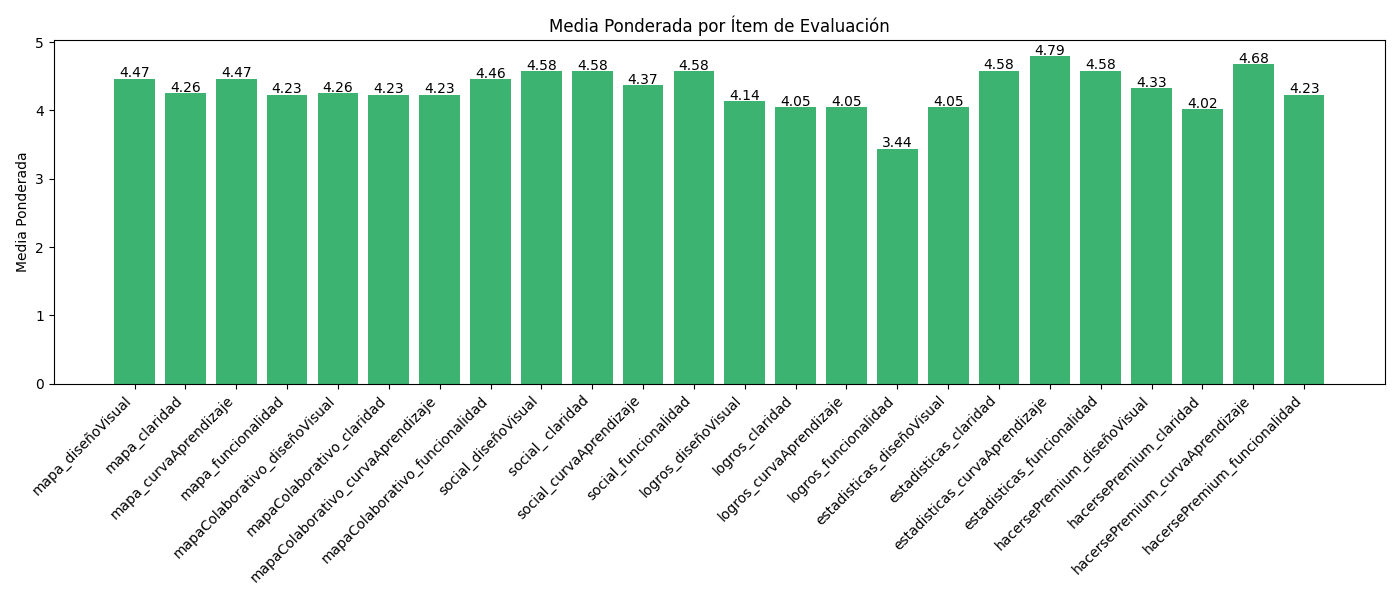 Media Ponderada por Ítem de Evaluación
Media Ponderada
5
4
3
2
1
0
4.47
4.26
4.47
4.23
4.26
4.23
4.23
4.46
4.58
4.58
4.37
4.58
4.14
4.05
4.05
3.44
4.05
4.58
4.79
4.58
4.33
4.02
4.68
4.23
mapa_diseñoVisual
mapa_claridad
mapa_curvaAprendizaje
mapa_funcionalidad
mapaColaborativo_diseñoVisual
mapaColaborativo_claridad
mapaColaborativo_curvaAprendizaje
mapaColaborativo_funcionalidad
social_diseñoVisual
social_ claridad
social_curvaAprendizaje
social_funcionalidad
logros_diseñoVisual
logros_claridad
logros_curvaAprendizaje
logros_funcionalidad
estadisticas_diseñoVisual
estadisticas_claridad
estadisticas_curvaAprendizaje
estadisticas_funcionalidad
hacersePremium_diseñoVisual
hacersePremium_claridad
hacersePremium_curvaAprendizaje
hacersePremium_funcionalidad